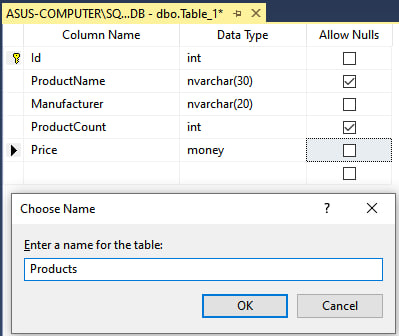 ASUS-COMPUTER\SQ...DB - dbo.Table_1*
Column Name Data Type Allow Nulls
Id int
ProductName nvarchar(30)
Manufacturer nvarchar(20)
ProductCount int
Price money
Choose Name ?
Enter a name for the table:
Products
OK Cancel